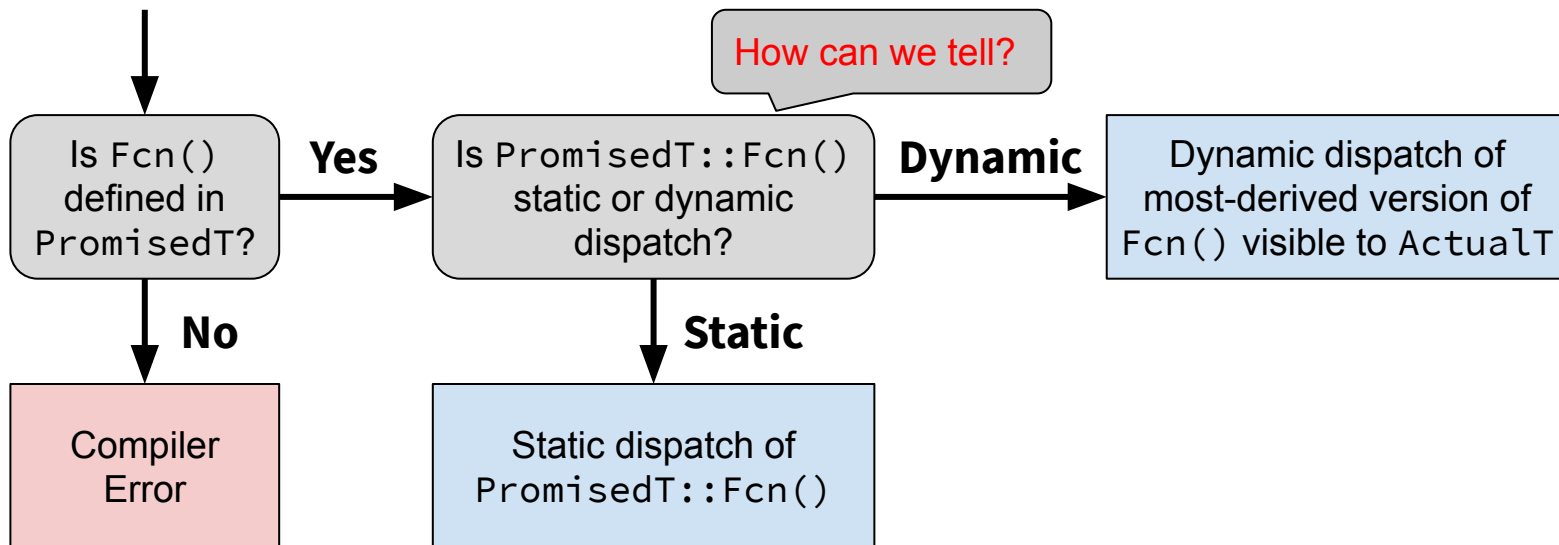 How can we tell?
Is Fcn()
defined in
PromisedT?
Yes
Is PromisedT::Fcn()
static or dynamic
dispatch?
Dynamic
Dynamic dispatch of
most-derived version of
Fcn() visible to ActualT
No
Static
Compiler
Error
Static dispatch of
PromisedT::Fcn()